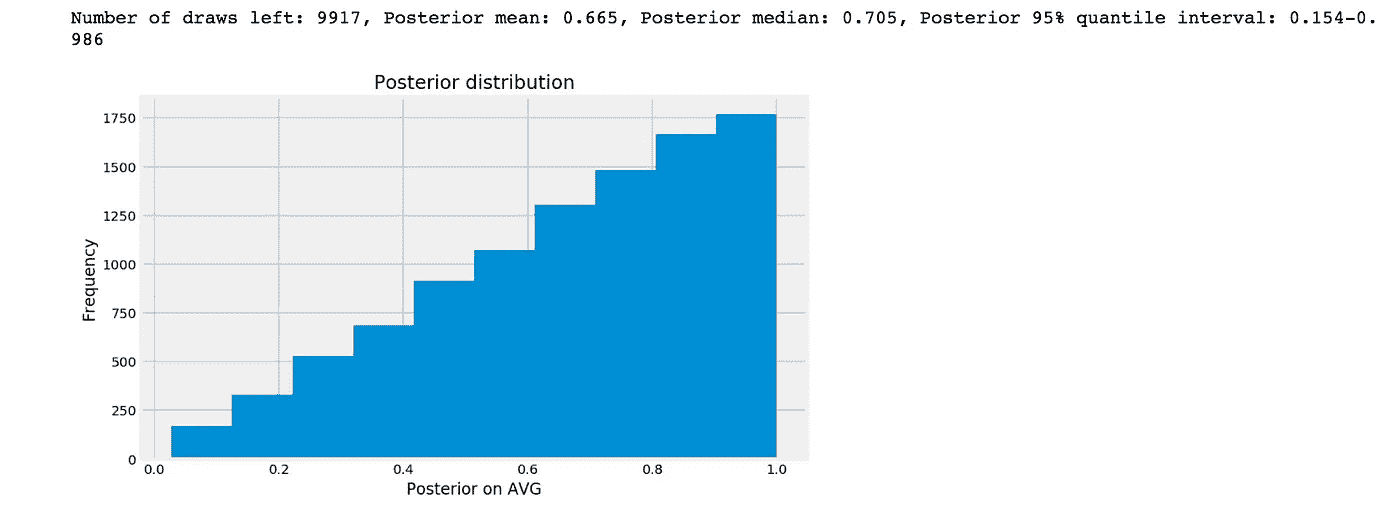 Number of draws left: 9917, Posterior mean: 0.665, Posterior median: 0.705, Posterior 95% quantile interval: 0.154-0.
986
Posterior distribution
1750
1500
1250
1000
750
500
250
0
Frequency
0.0 0.2 0.4 0.6 0.8 1.0
Posterior on AVG